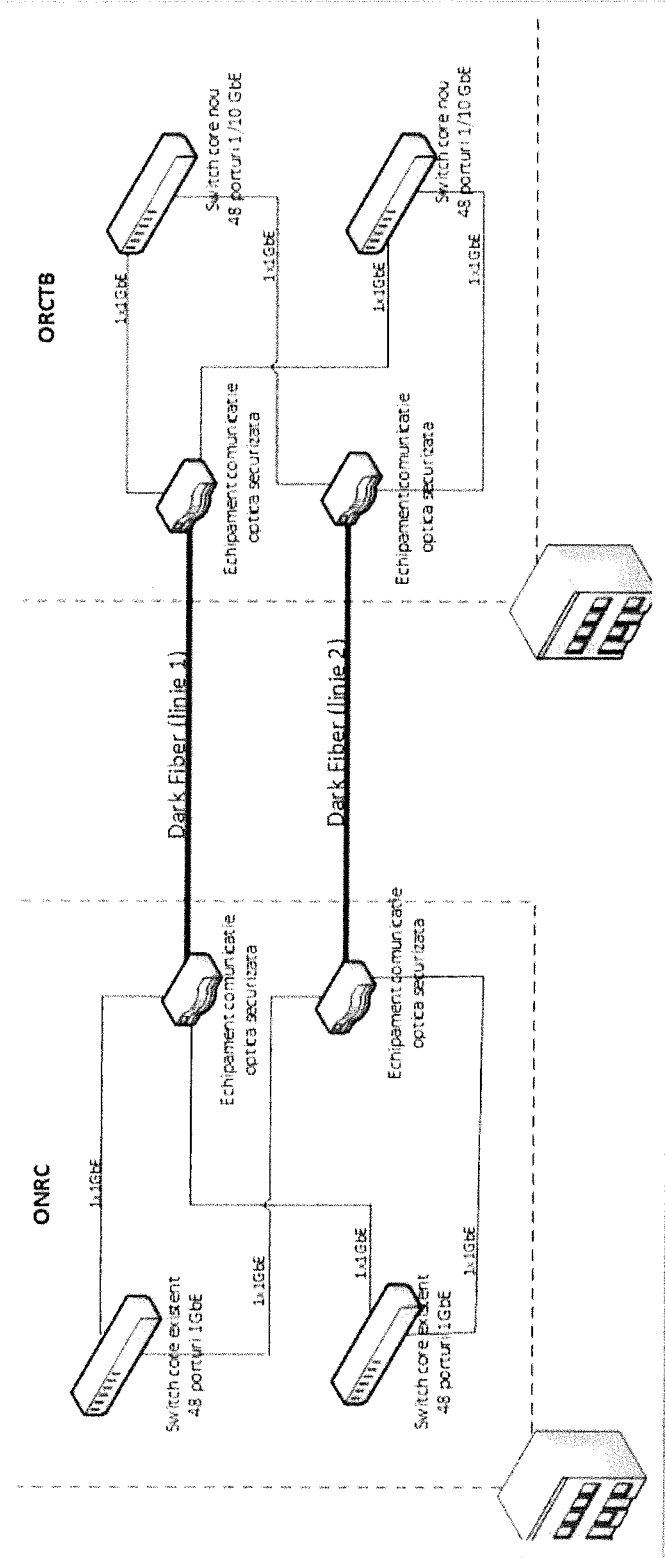 ONRC
ORCTB
1x1GbE
Switch core existent
48 porturi 1GbE
1x1GbE
1x1GbE
Switch core existent
48 porturi 1GbE
1x1GbE
Echipament comunicatie
optica securizata
Echipament comunicatie
optica securizata
Dark Fiber (linie 1)
Dark Fiber (linie 2)
Echipament comunicatie
optica securizata
Echipament comunicatie
optica securizata
1x1GbE
Switch core nou
48 porturi 1/10 GbE
1x1GbE
1x1GbE
Switch core nou
48 porturi 1/10 GbE
1x1GbE